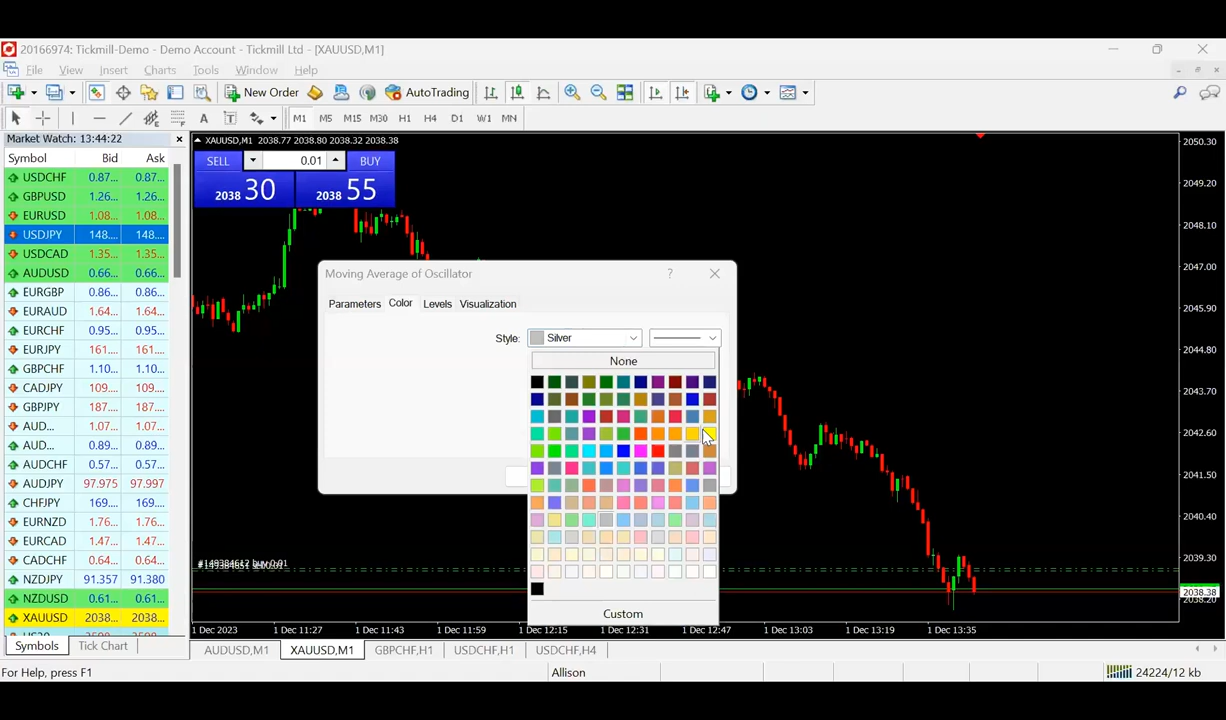 20166974: Tickmill-Demo - Demo Account - Tickmill Ltd - [XAUUSD,M1]
File View Insert Charts Tools Window Help
New Order AutoTrading
A T M1 M5 M15 M30 H1 H4 D1 W1 MN
Market Watch: 13:44:22
Symbol Bid Ask
USDCHF 0.87... 0.87...
GBPUSD 1.26... 1.26...
EURUSD 1.08... 1.08...
USDJPY 148.... 148....
USDCAD 1.35... 1.35...
AUDUSD 0.66... 0.66...
EURGBP 0.86... 0.86...
EURAUD 1.64... 1.64...
EURCHF 0.95... 0.95...
EURJPY 161.... 161....
GBPCHF 1.10... 1.10...
CADJPY 109.... 109....
GBPJPY 187.... 187....
AUD... 1.07... 1.07...
AUD... 0.89... 0.89...
AUDCHF 0.57... 0.57...
AUDJPY 97.975 97.997
CHFJPY 169.... 169....
EURNZD 1.76... 1.76...
EURCAD 1.47... 1.47...
CADCHF 0.64... 0.64...
NZDJPY 91.357 91.380
NZDUSD 0.61... 0.61...
XAUUSD 2038... 2038...
Symbols Tick Chart
XAUUSD,M1 2038.77 2038.80 2038.32 2038.38
SELL 0.01 BUY
2038 30 2038 55
Moving Average of Oscillator ?
Parameters Color Levels Visualization
Style: Silver
None
Custom
2050.30
2049.20
2048.10
2047.00
2045.90
2044.80
2043.70
2042.60
2041.50
2040.40
2039.30
2038.38
2038.20
1 Dec 2023 1 Dec 11:27 1 Dec 11:43 1 Dec 11:59 1 Dec 12:15 1 Dec 12:31 1 Dec 12:47 1 Dec 13:03 1 Dec 13:19 1 Dec 13:35
AUDUSD,M1 XAUUSD,M1 GBPCHF,H1 USDCHF,H1 USDCHF,H4
For Help, press F1 Allison 24224/12 kb